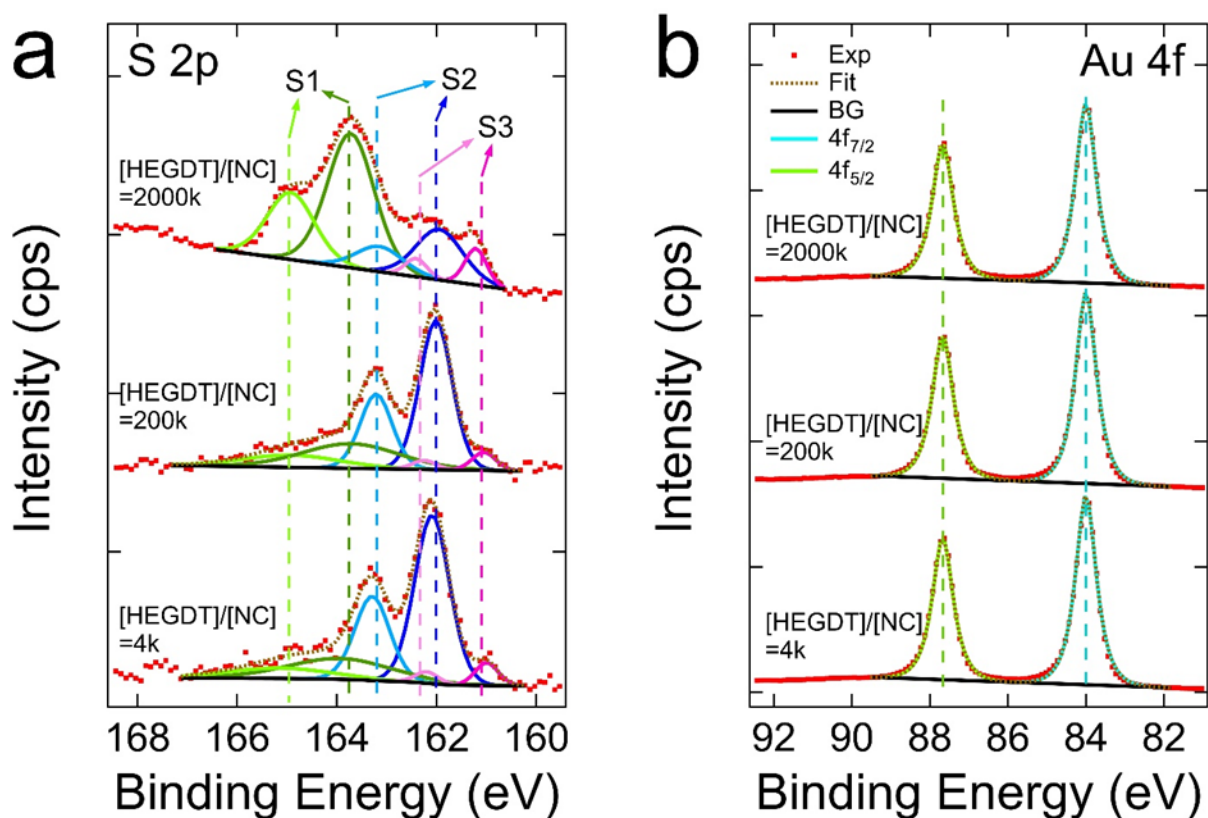 a
S 2p
S1
S2
S3
[HEGDT]/[NC]
=2000k
[HEGDT]/[NC]
=200k
[HEGDT]/[NC]
=4k
Intensity (cps)
168 166 164 162 160
Binding Energy (eV)
b
Au 4f
Exp
Fit
BG
4f7/2
4f5/2
[HEGDT]/[NC]
=2000k
[HEGDT]/[NC]
=200k
[HEGDT]/[NC]
=4k
Intensity (cps)
92 90 88 86 84 82
Binding Energy (eV)